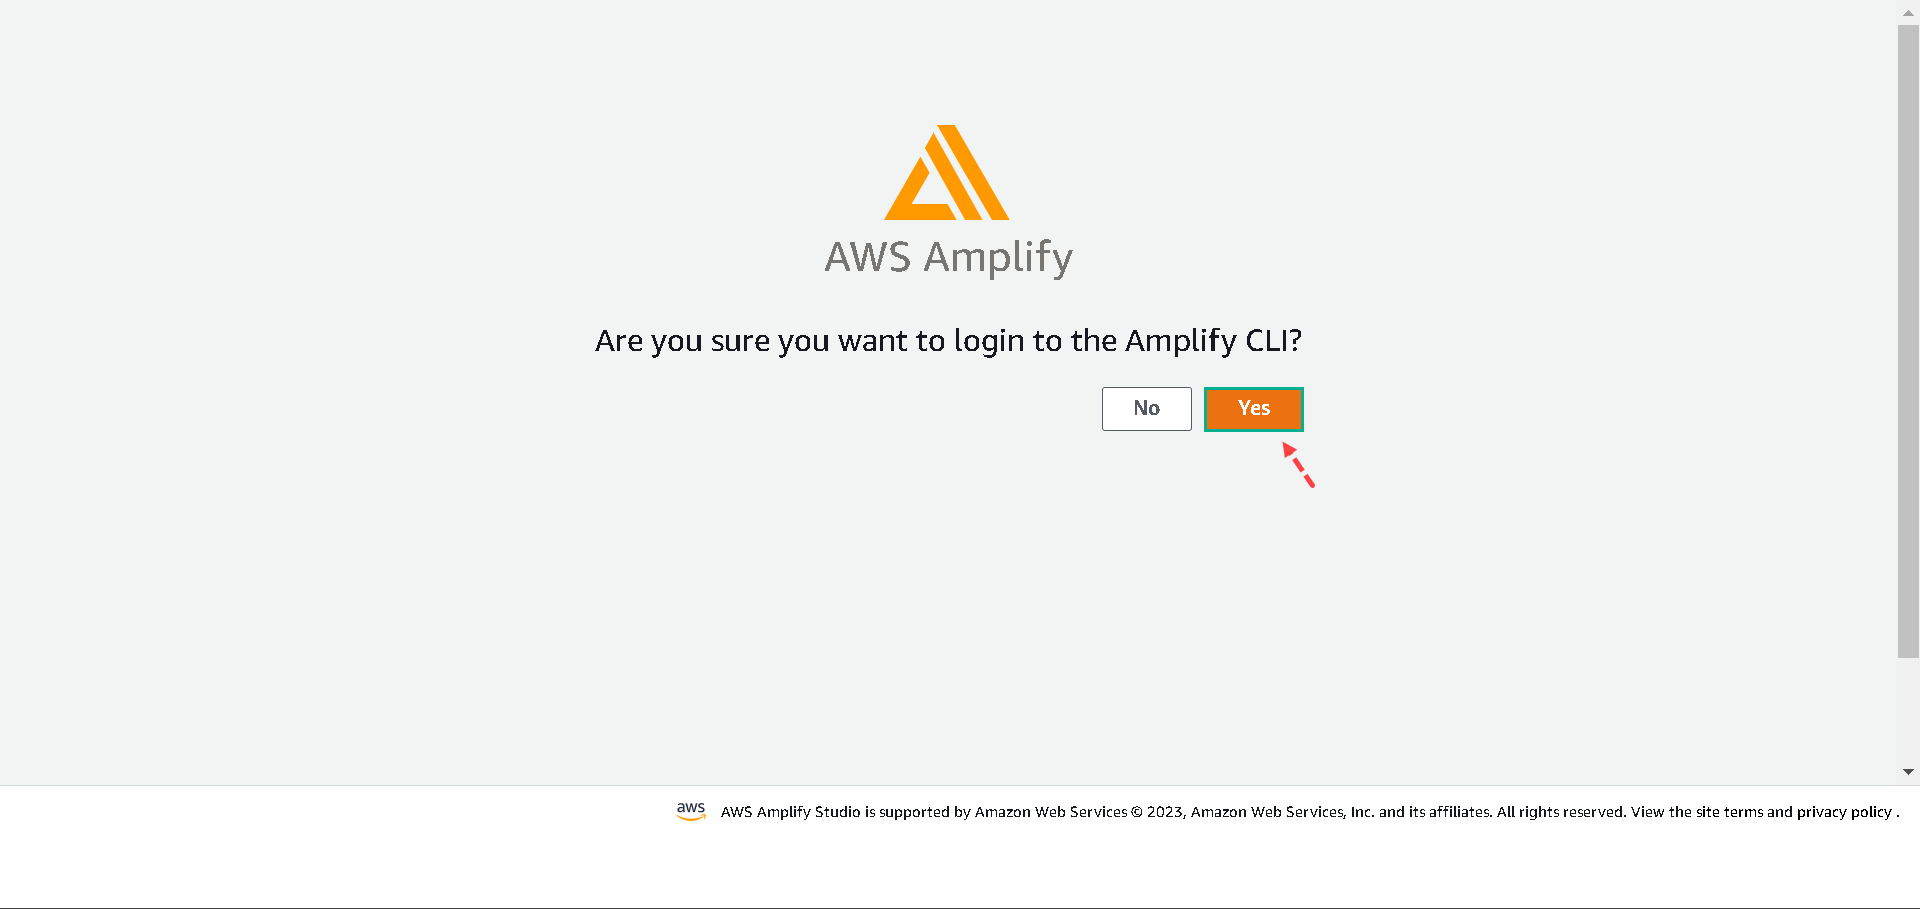 AWS Amplify
Are you sure you want to login to the Amplify CLI?
No Yes
aws AWS Amplify Studio is supported by Amazon Web Services © 2023, Amazon Web Services, Inc. and its affiliates. All rights reserved. View the site terms and privacy policy .